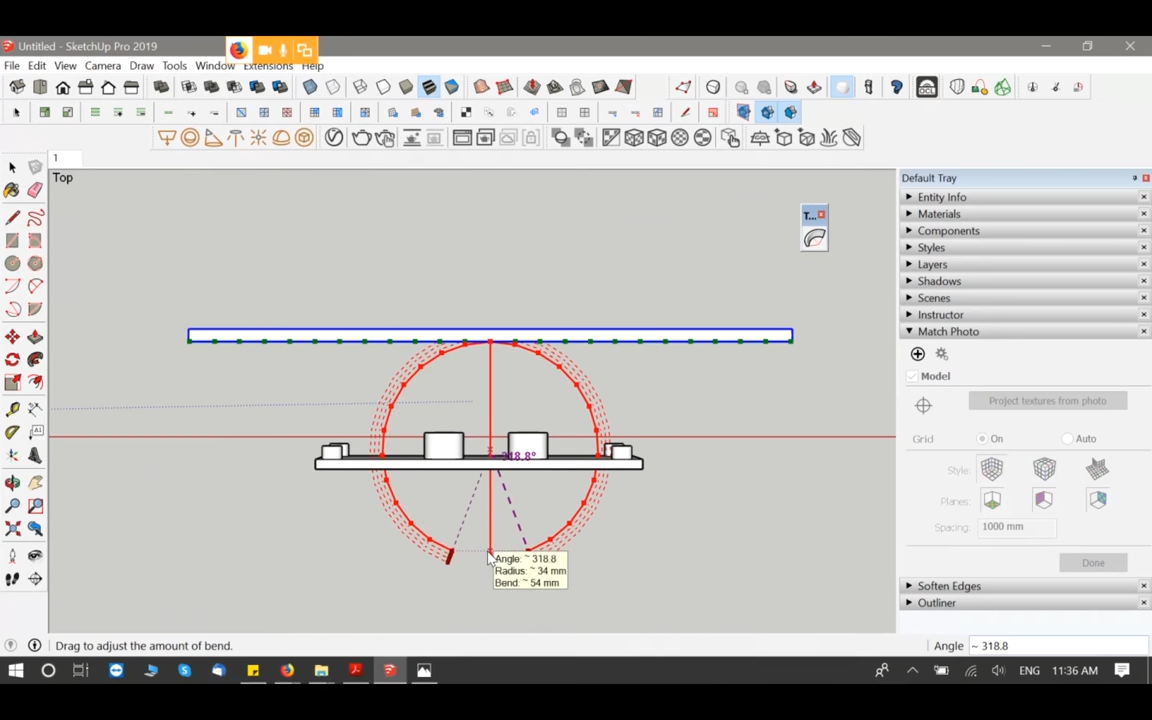 Untitled - SketchUp Pro 2019
File Edit View Camera Draw Tools Window Extensions Help
1
Top
T...
318.8°
Angle: ~ 318.8
Radius: ~ 34 mm
Bend: ~ 54 mm
Default Tray
Entity Info
Materials
Components
Styles
Layers
Shadows
Scenes
Instructor
Match Photo
Model
Project textures from photo
Grid On Auto
Style:
Planes:
Spacing: 1000 mm
Done
Soften Edges
Outliner
Drag to adjust the amount of bend.
Angle ~ 318.8
ENG 11:36 AM